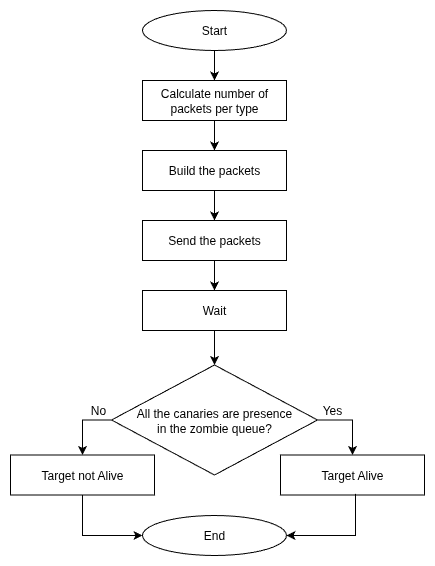 Start
Calculate number of
packets per type
Build the packets
Send the packets
Wait
All the canaries are presence
in the zombie queue?
No
Yes
Target not Alive
Target Alive
End